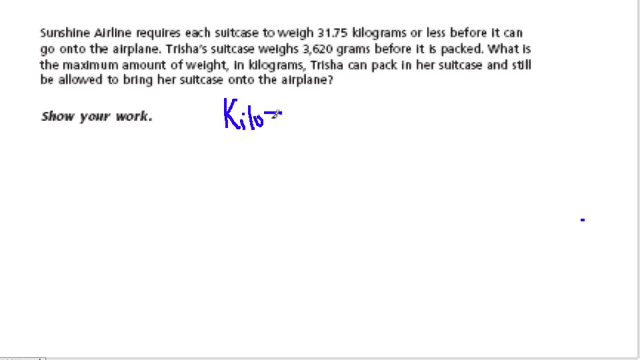 Sunshine Airline requires each suitcase to weigh 31.75 kilograms or less before it can
go onto the airplane. Trisha's suitcase weighs 3,620 grams before it is packed. What is
the maximum amount of weight, in kilograms, Trisha can pack in her suitcase and still
be allowed to bring her suitcase onto the airplane?
Show your work.
Kilo-